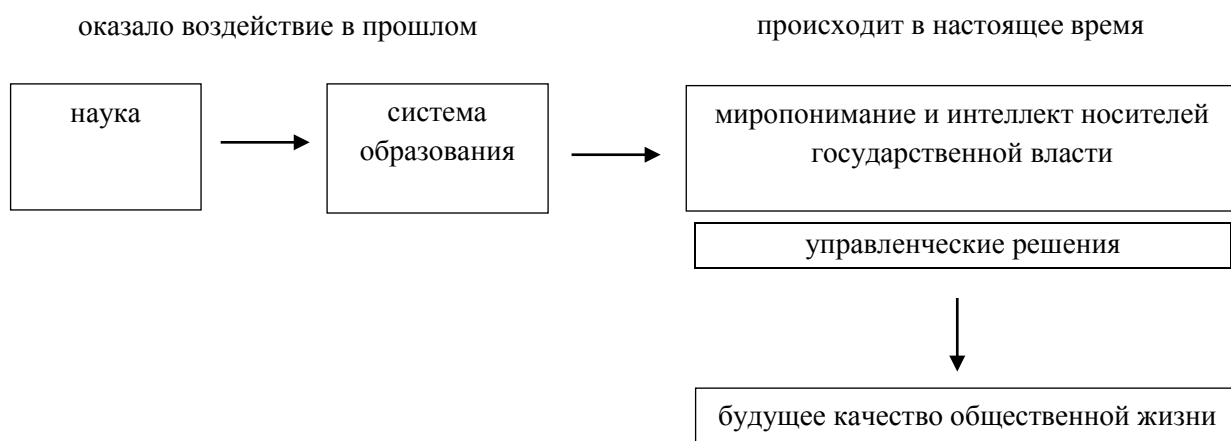 оказало воздействие в прошлом
происходит в настоящее время
наука
система
образования
миропонимание и интеллект носителей
государственной власти
управленческие решения
будущее качество общественной жизни